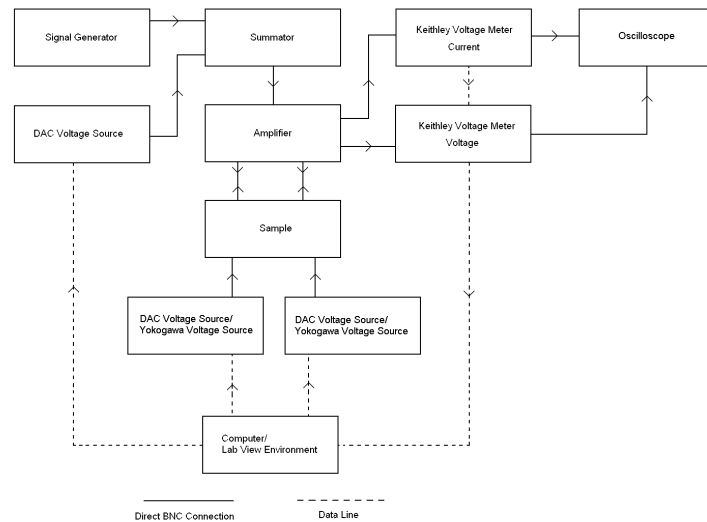 Signal Generator
Summator
Keithley Voltage Meter
Current
Oscilloscope
DAC Voltage Source
Amplifier
Keithley Voltage Meter
Voltage
Sample
DAC Voltage Source/
Yokogawa Voltage Source
DAC Voltage Source/
Yokogawa Voltage Source
Computer/
Lab View Environment
Direct BNC Connection
Data Line